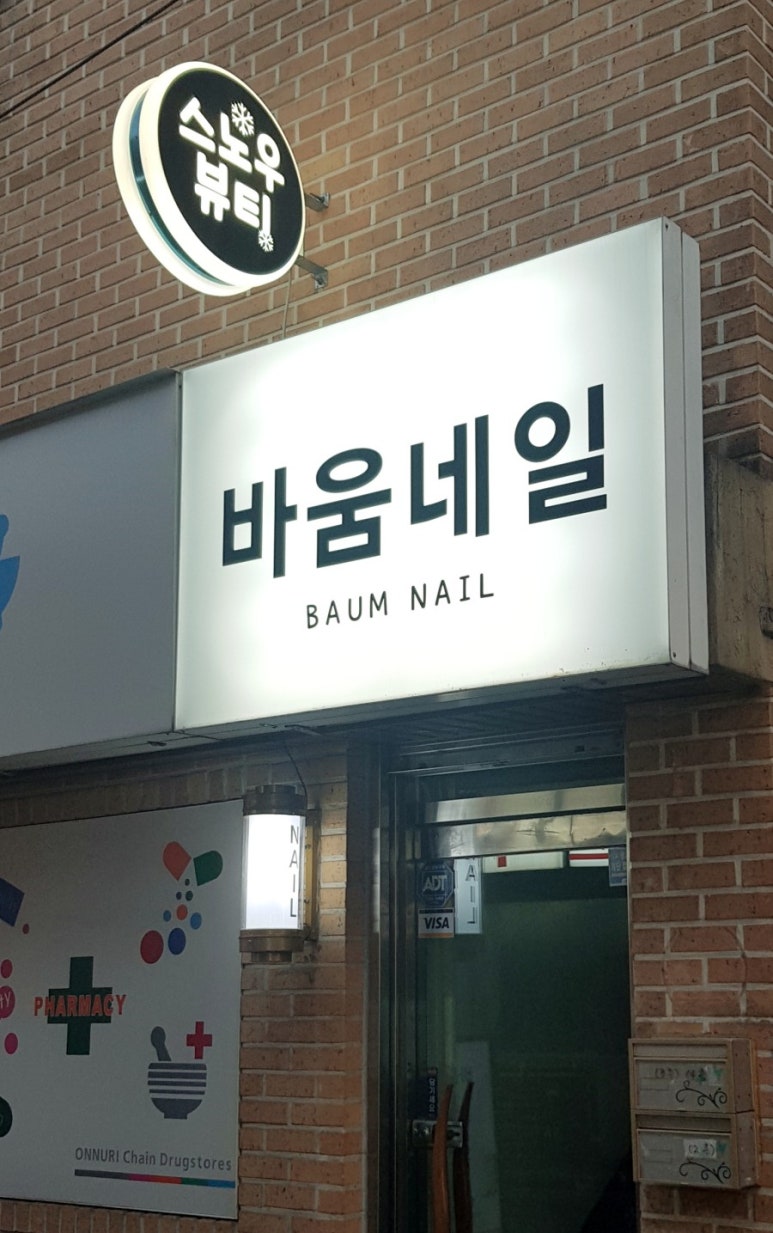 스노우
뷰티
바움네일
BAUM NAIL
NAIL
ADT
VISA
PHARMACY
ONNURI Chain Drugstores